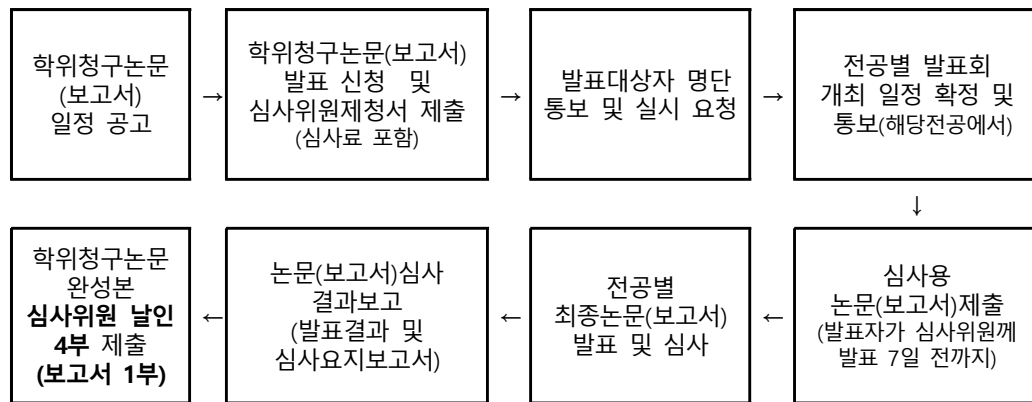 학위청구논문
(보고서)
일정 공고
→
학위청구논문(보고서)
발표 신청 및
심사위원제청서 제출
(심사료 포함)
→
발표대상자 명단
통보 및 실시 요청
→
전공별 발표회
개최 일정 확정 및
통보(해당전공에서)
↓
심사용
논문(보고서)제출
(발표자가 심사위원께
발표 7일 전까지)
←
전공별
최종논문(보고서)
발표 및 심사
←
논문(보고서)심사
결과보고
(발표결과 및
심사요지보고서)
←
학위청구논문
완성본
심사위원 날인
4부 제출
(보고서 1부)